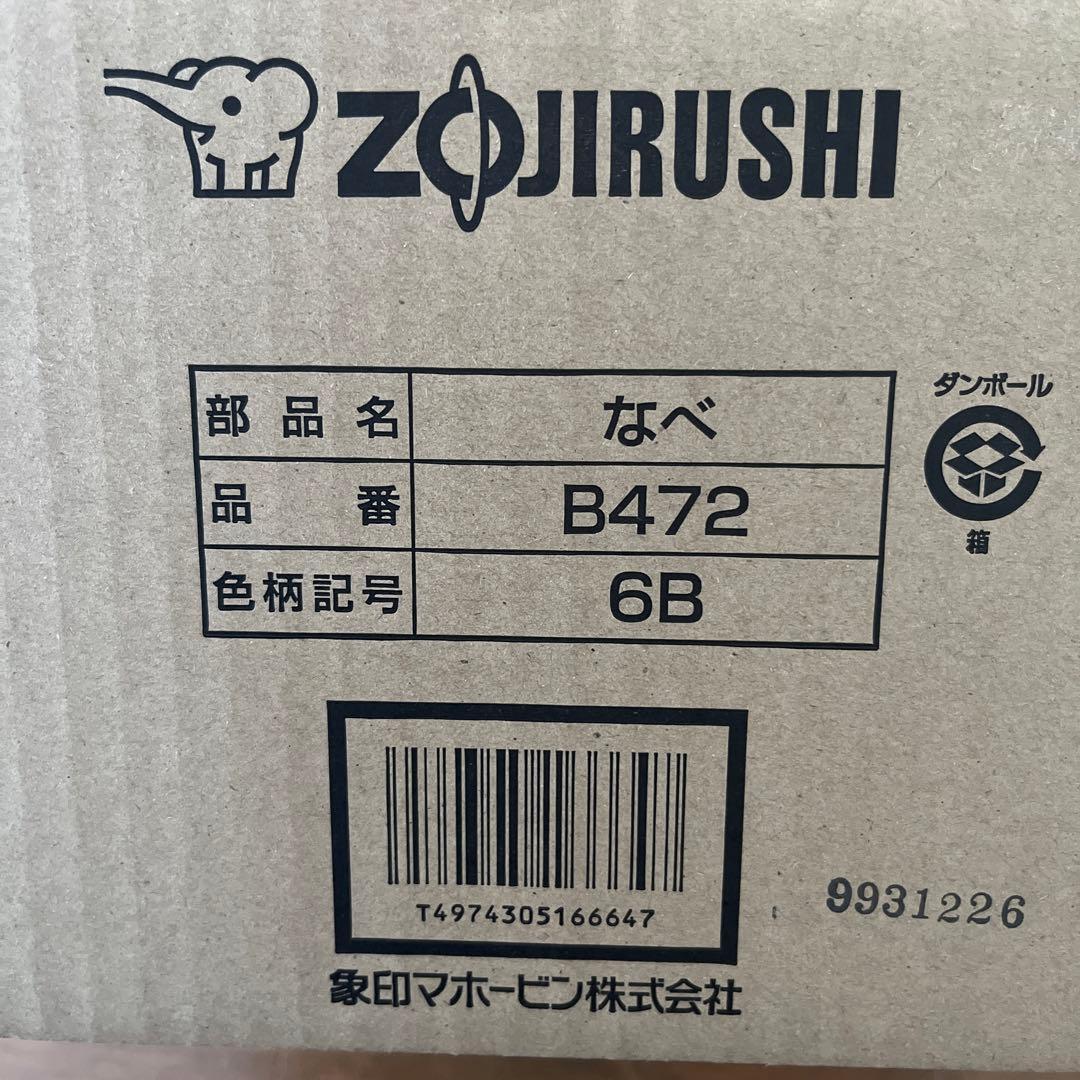 ZOJIRUSHI
部品名 なべ
品番 B472
色柄記号 6B
ダンボール
箱
T4974305166647
9931226
象印マホービン株式会社